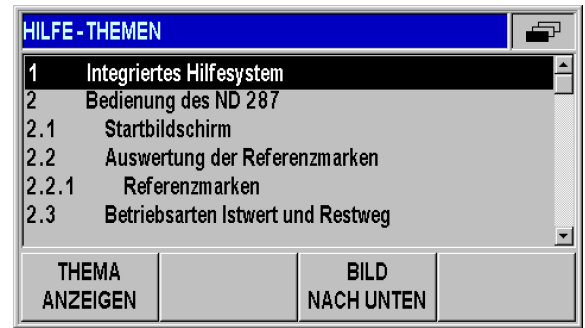 HILFE-THEMEN
1 Integriertes Hilfesystem
2 Bedienung des ND 287
2.1 Startbildschirm
2.2 Auswertung der Referenzmarken
2.2.1 Referenzmarken
2.3 Betriebsarten Istwert und Restweg
THEMA
ANZEIGEN
BILD
NACH UNTEN